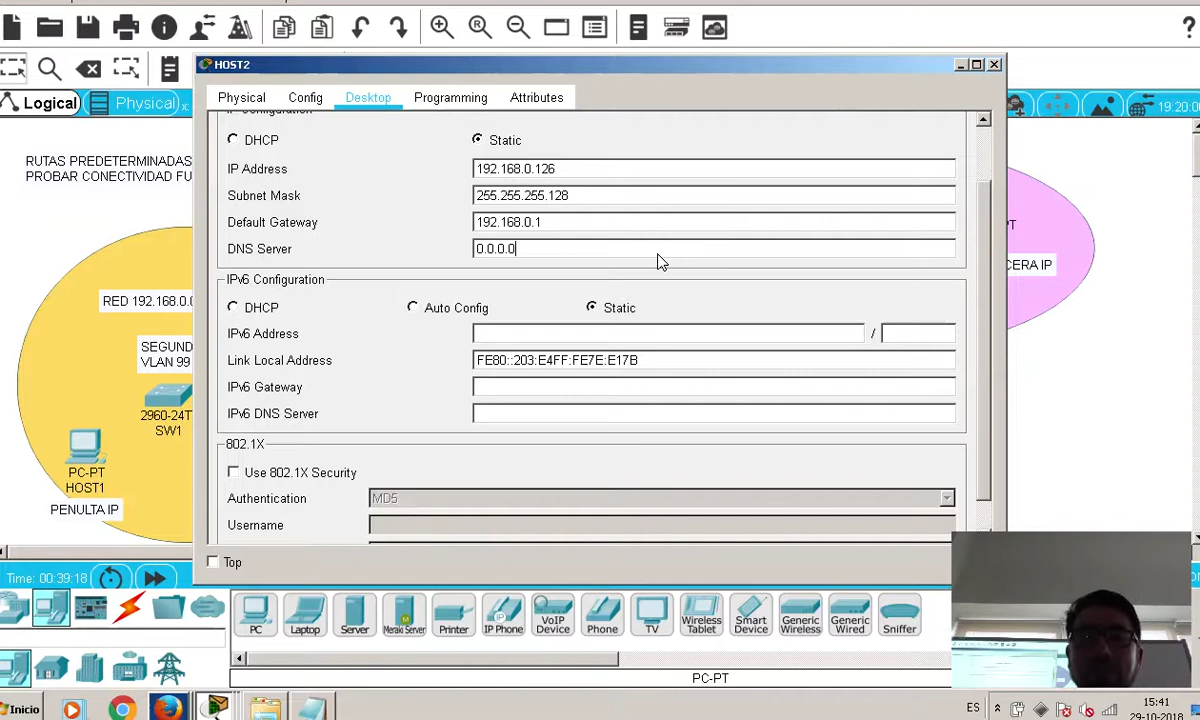 HOST2
Physical Config Desktop Programming Attributes
Logical
Physical
19:20:0
RUTAS PREDETERMINADAS
PROBAR CONECTIVIDAD FU
DHCP Static
IP Address 192.168.0.126
Subnet Mask 255.255.255.128
Default Gateway 192.168.0.1
DNS Server 0.0.0.0
IPv6 Configuration
DHCP Auto Config Static
IPv6 Address /
Link Local Address FE80::203:E4FF:FE7E:E17B
IPv6 Gateway
IPv6 DNS Server
802.1X
Use 802.1X Security
Authentication MD5
Username
Top
RED 192.168.0.0
SEGUND
VLAN 99
2960-24T
SW1
PC-PT
HOST1
PENULTA IP
PT
CERA IP
Time: 00:39:18
PC
Laptop
Server
Meraki Server
Printer
IP Phone
VoIP
Device
Phone
TV
Wireless
Tablet
Smart
Device
Generic
Wireless
Generic
Wired
Sniffer
PC-PT
Inicio
ES
15:41
29-10-2018